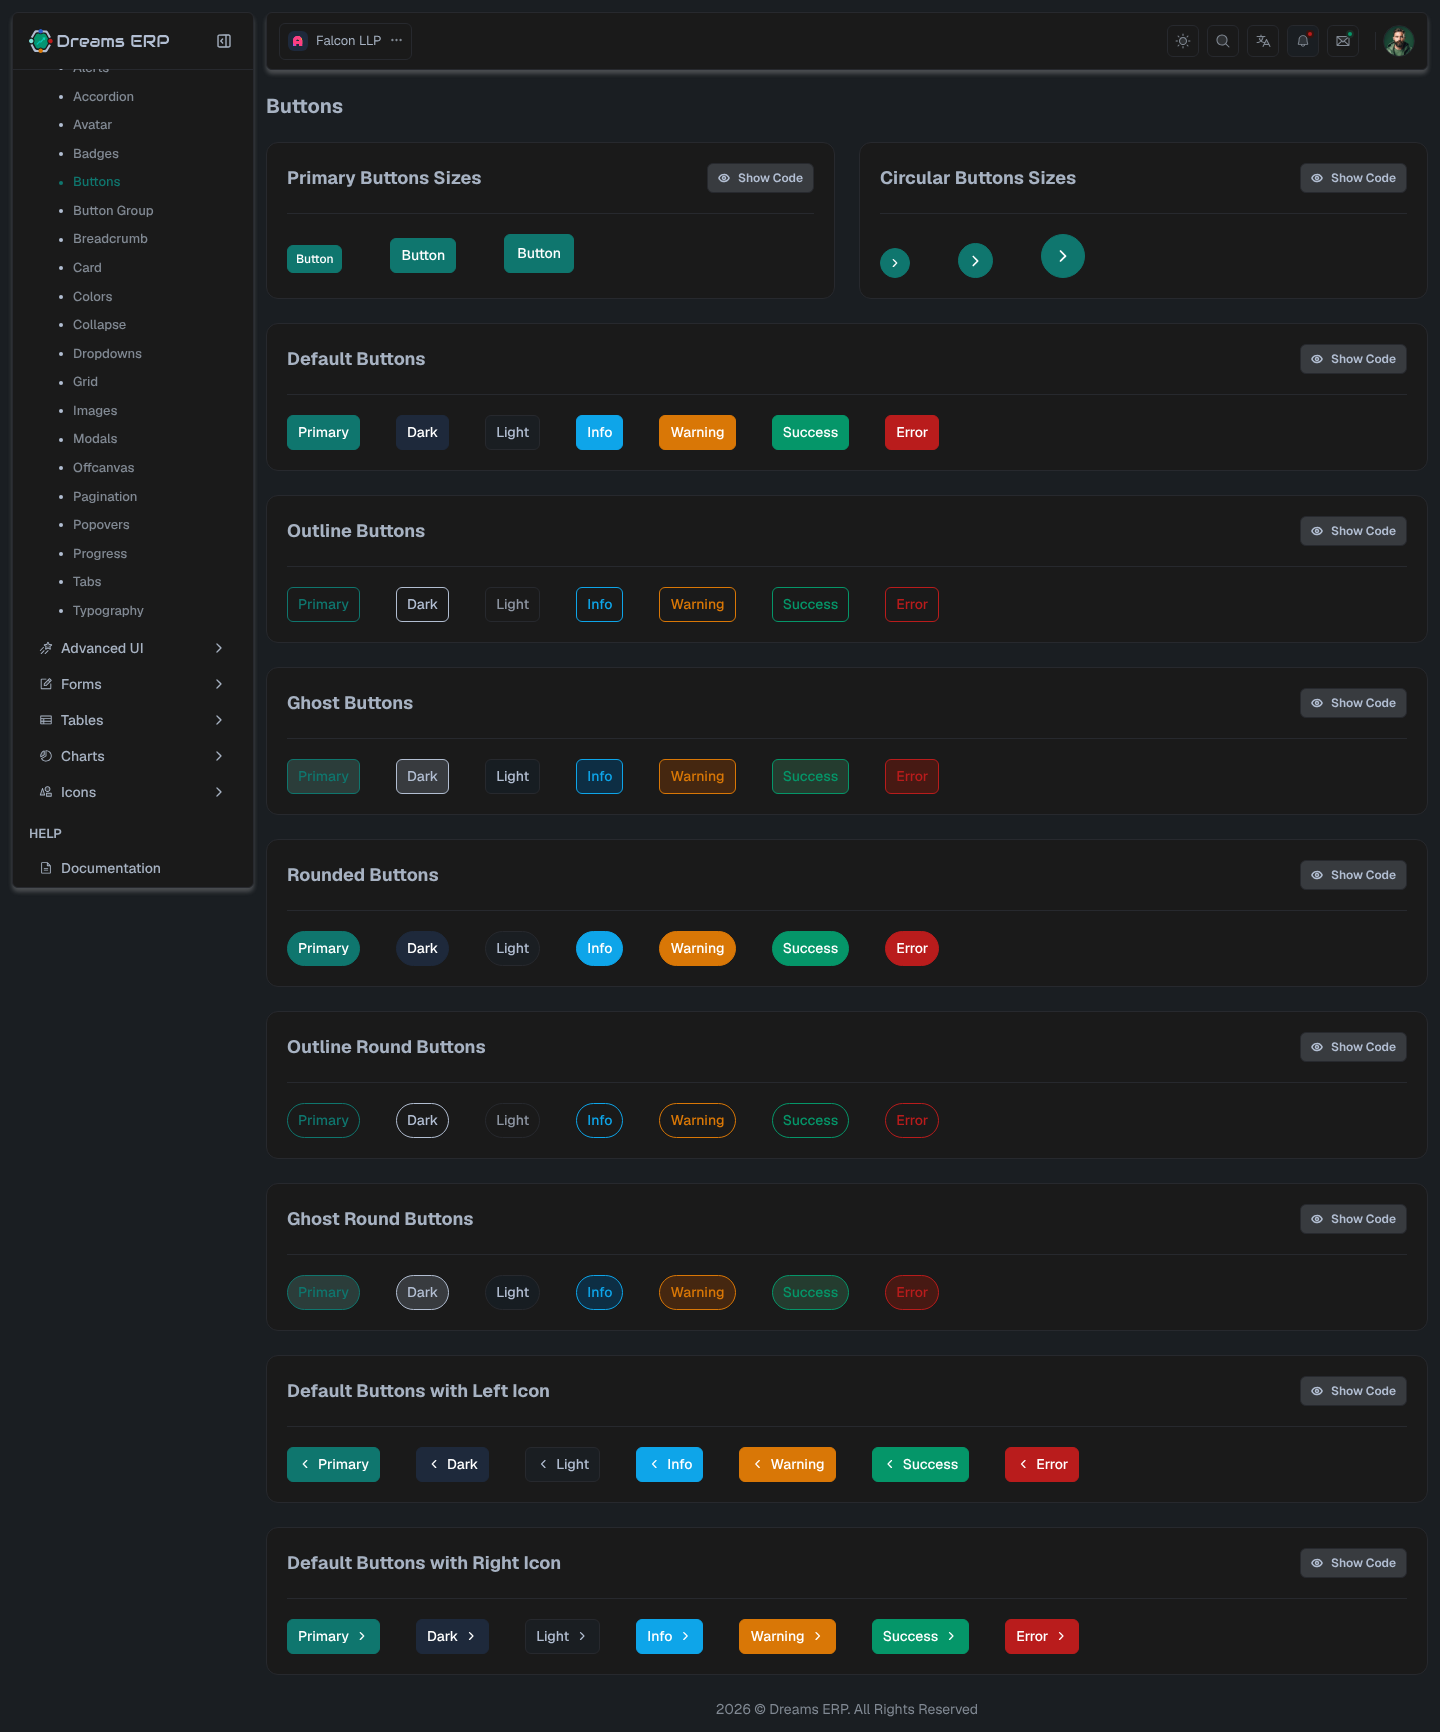 Dreams ERP
Alerts
Accordion
Avatar
Badges
Buttons
Button Group
Breadcrumb
Card
Colors
Collapse
Dropdowns
Grid
Images
Modals
Offcanvas
Pagination
Popovers
Progress
Tabs
Typography
Advanced UI
Forms
Tables
Charts
Icons
HELP
Documentation
Falcon LLP
Buttons
Primary Buttons Sizes
Show Code
Button Button Button
Circular Buttons Sizes
Show Code
Default Buttons
Show Code
Primary Dark Light Info Warning Success Error
Outline Buttons
Show Code
Primary Dark Light Info Warning Success Error
Ghost Buttons
Show Code
Primary Dark Light Info Warning Success Error
Rounded Buttons
Show Code
Primary Dark Light Info Warning Success Error
Outline Round Buttons
Show Code
Primary Dark Light Info Warning Success Error
Ghost Round Buttons
Show Code
Primary Dark Light Info Warning Success Error
Default Buttons with Left Icon
Show Code
Primary Dark Light Info Warning Success Error
Default Buttons with Right Icon
Show Code
Primary Dark Light Info Warning Success Error
2026 © Dreams ERP. All Rights Reserved